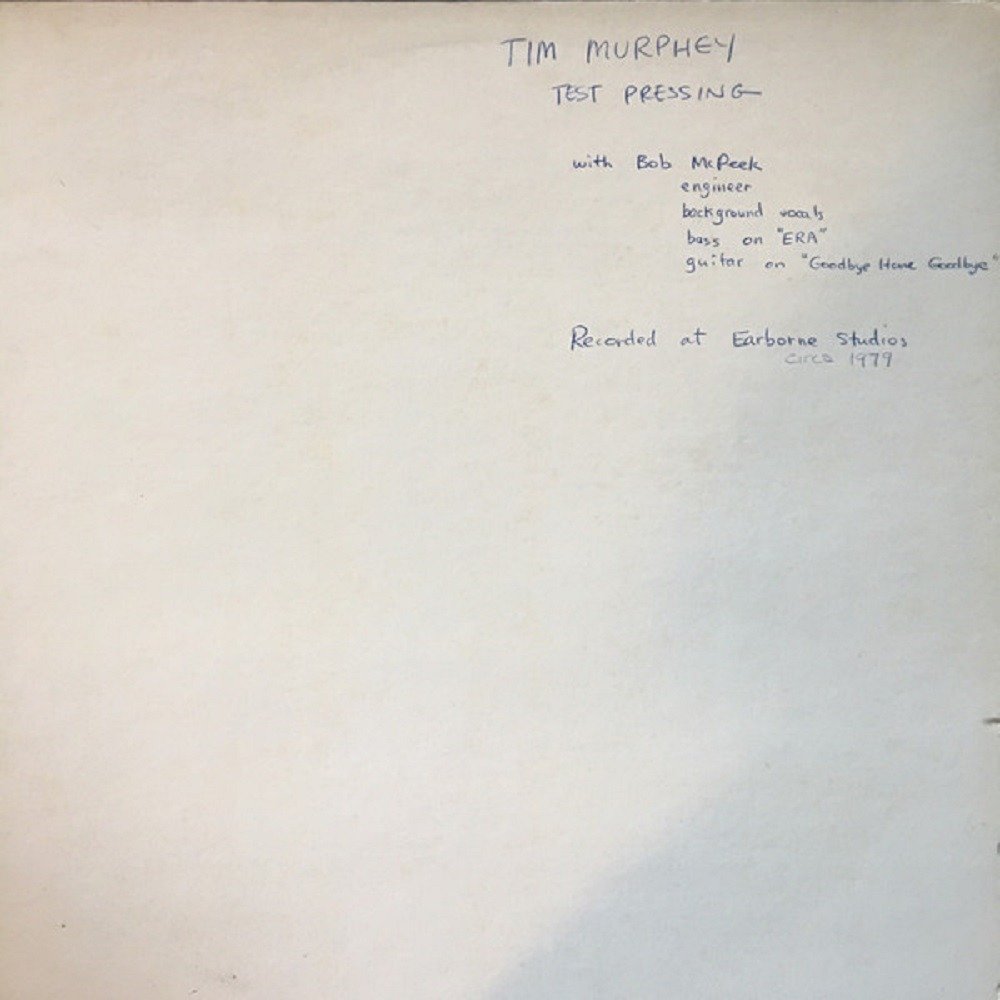 TIM MURPHEY
TEST PRESSING
with Bob McPeek
engineer
background vocals
bass on "ERA"
guitar on "Goodbye Home Goodbye"
Recorded at Earborne Studios
circa 1979